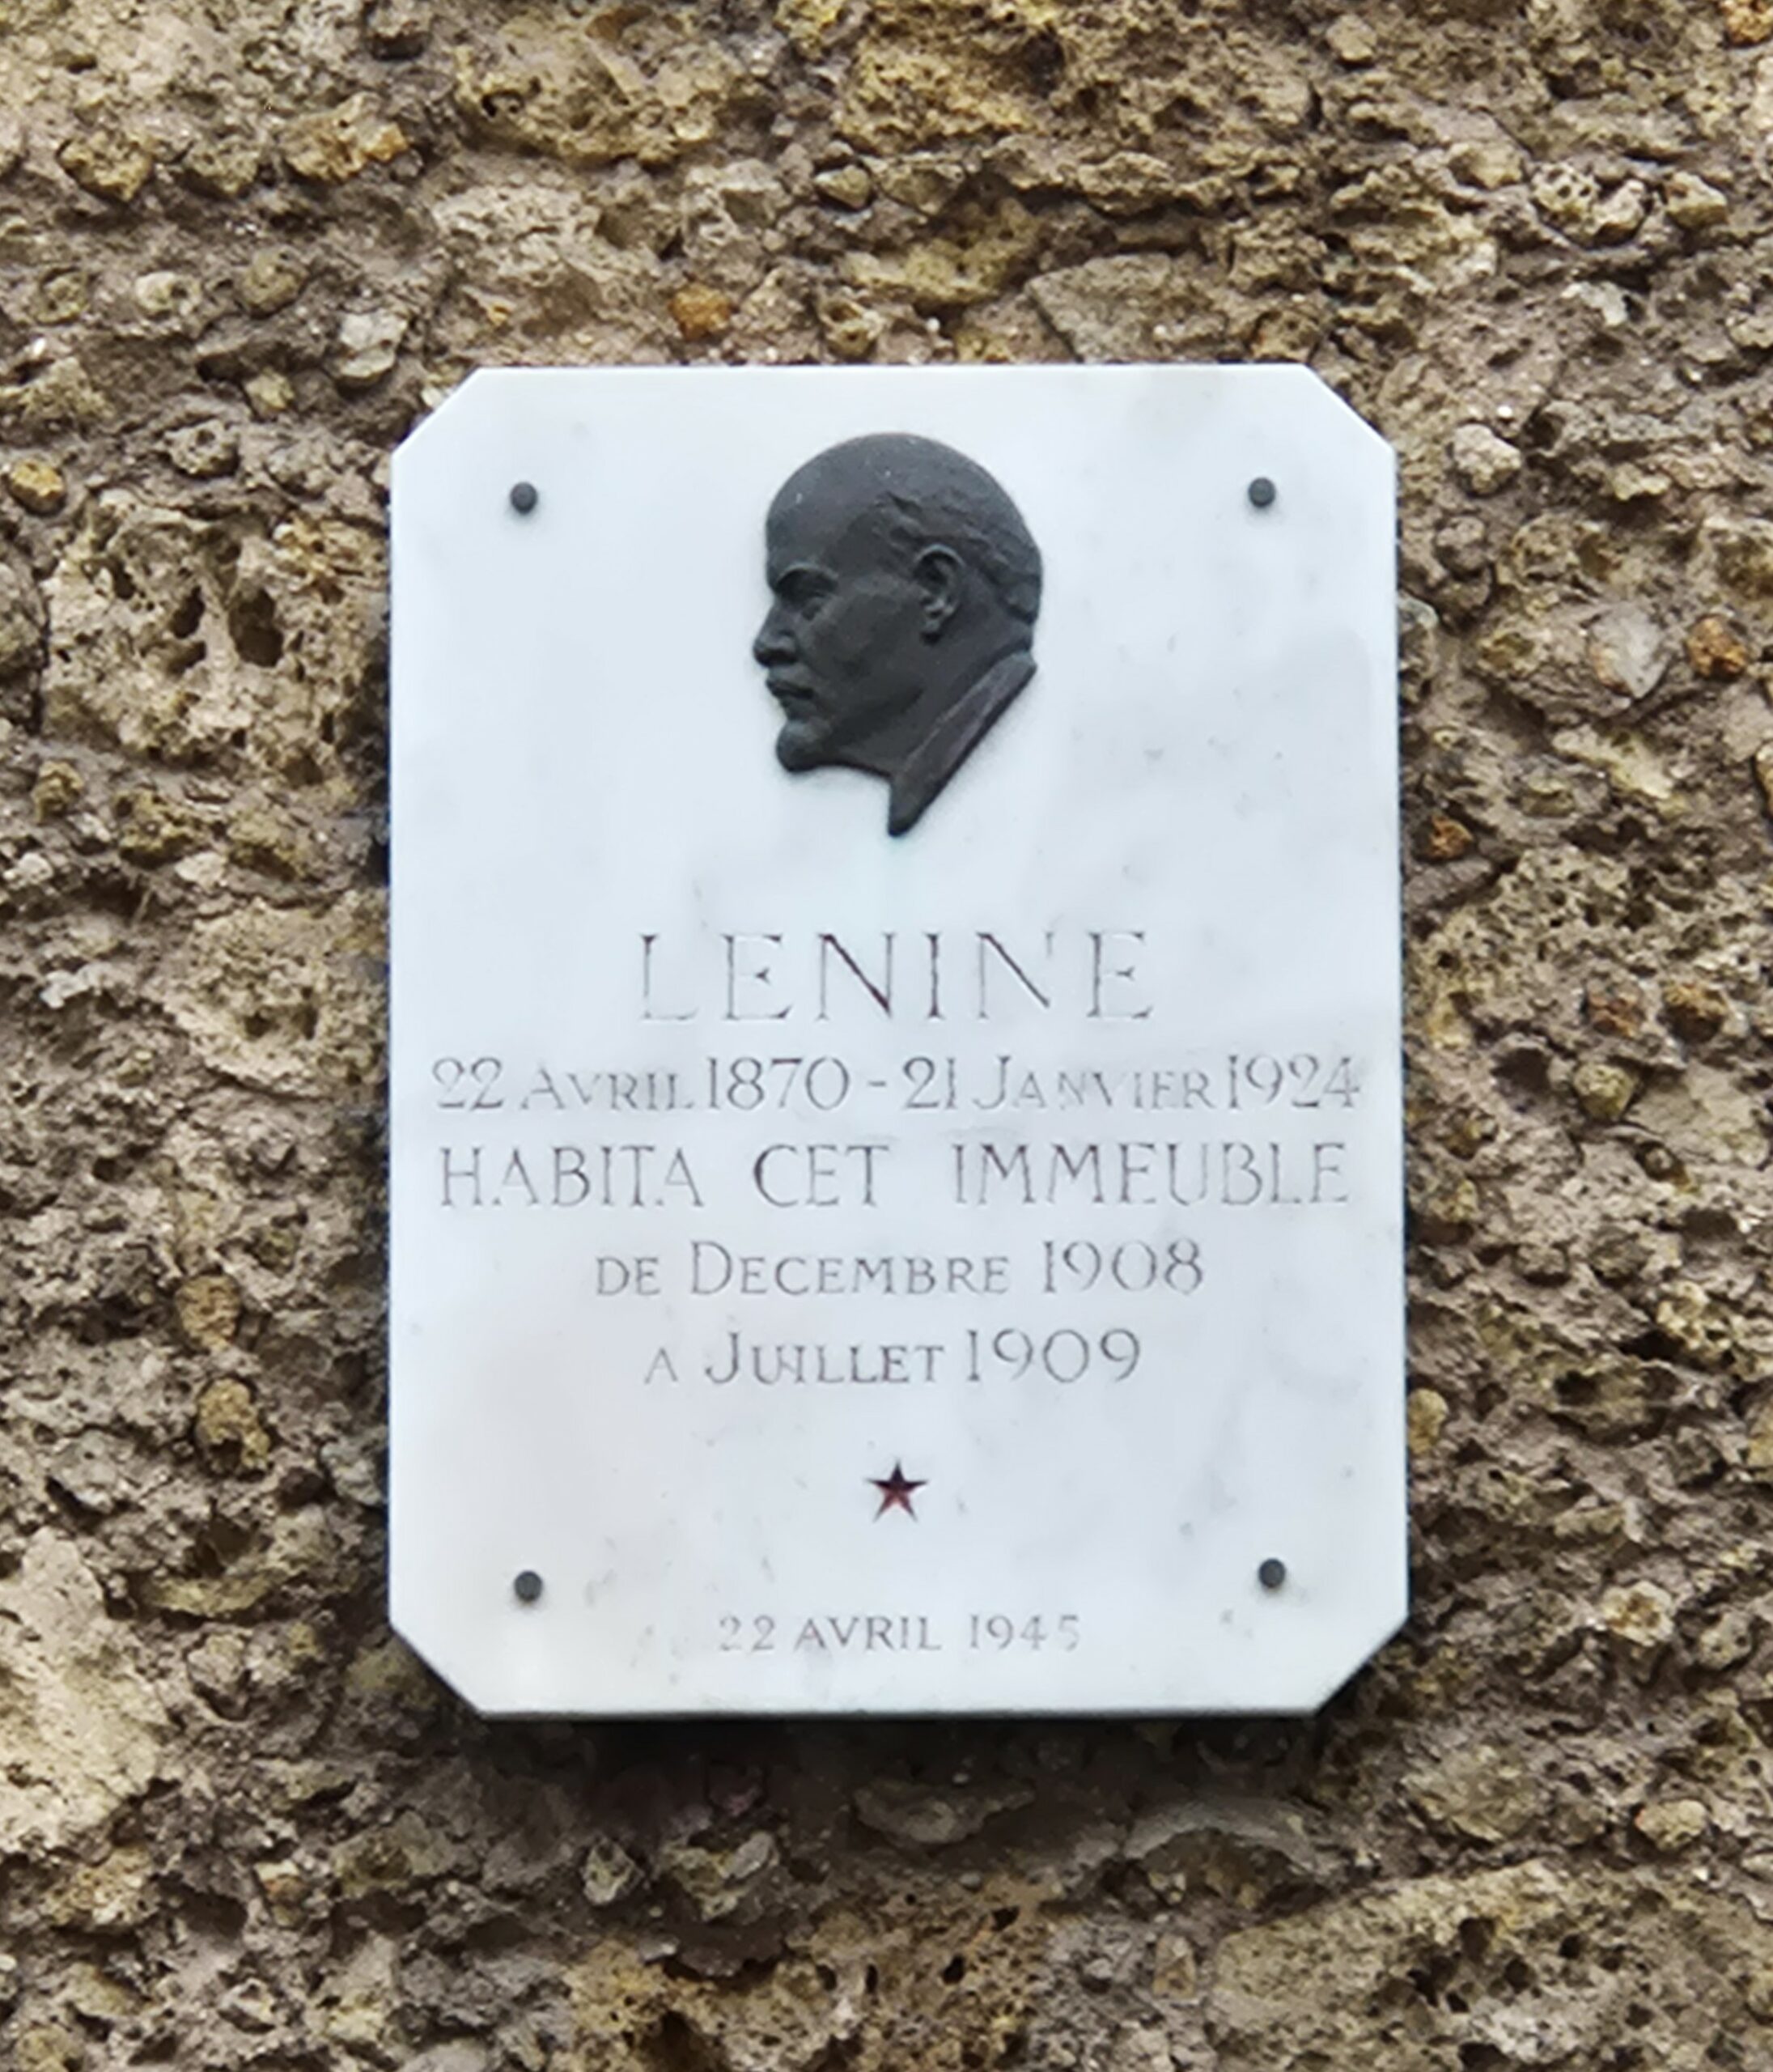 LENINE
22 AVRIL 1870 - 21 JANVIER 1924
HABITA CET IMMEUBLE
DE DECEMBRE 1908
A JUILLET 1909
22 AVRIL 1945